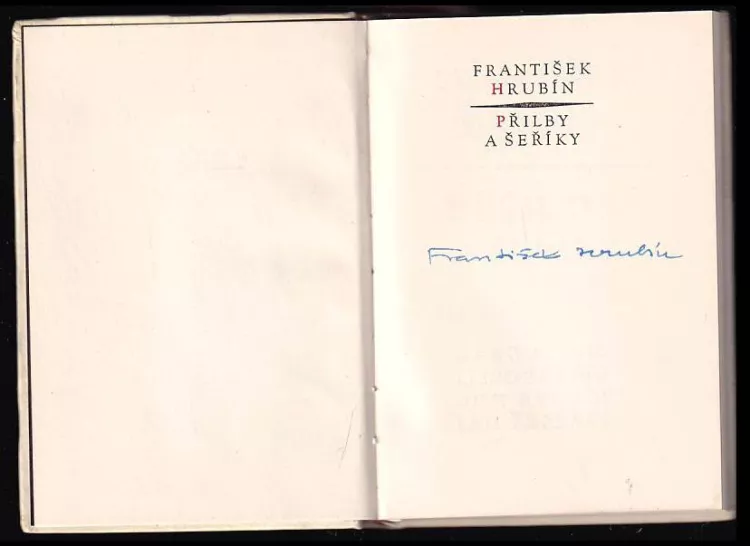 FRANTIŠEK
HRUBÍN
PŘILBY
A ŠEŘÍKY
František Hrubín